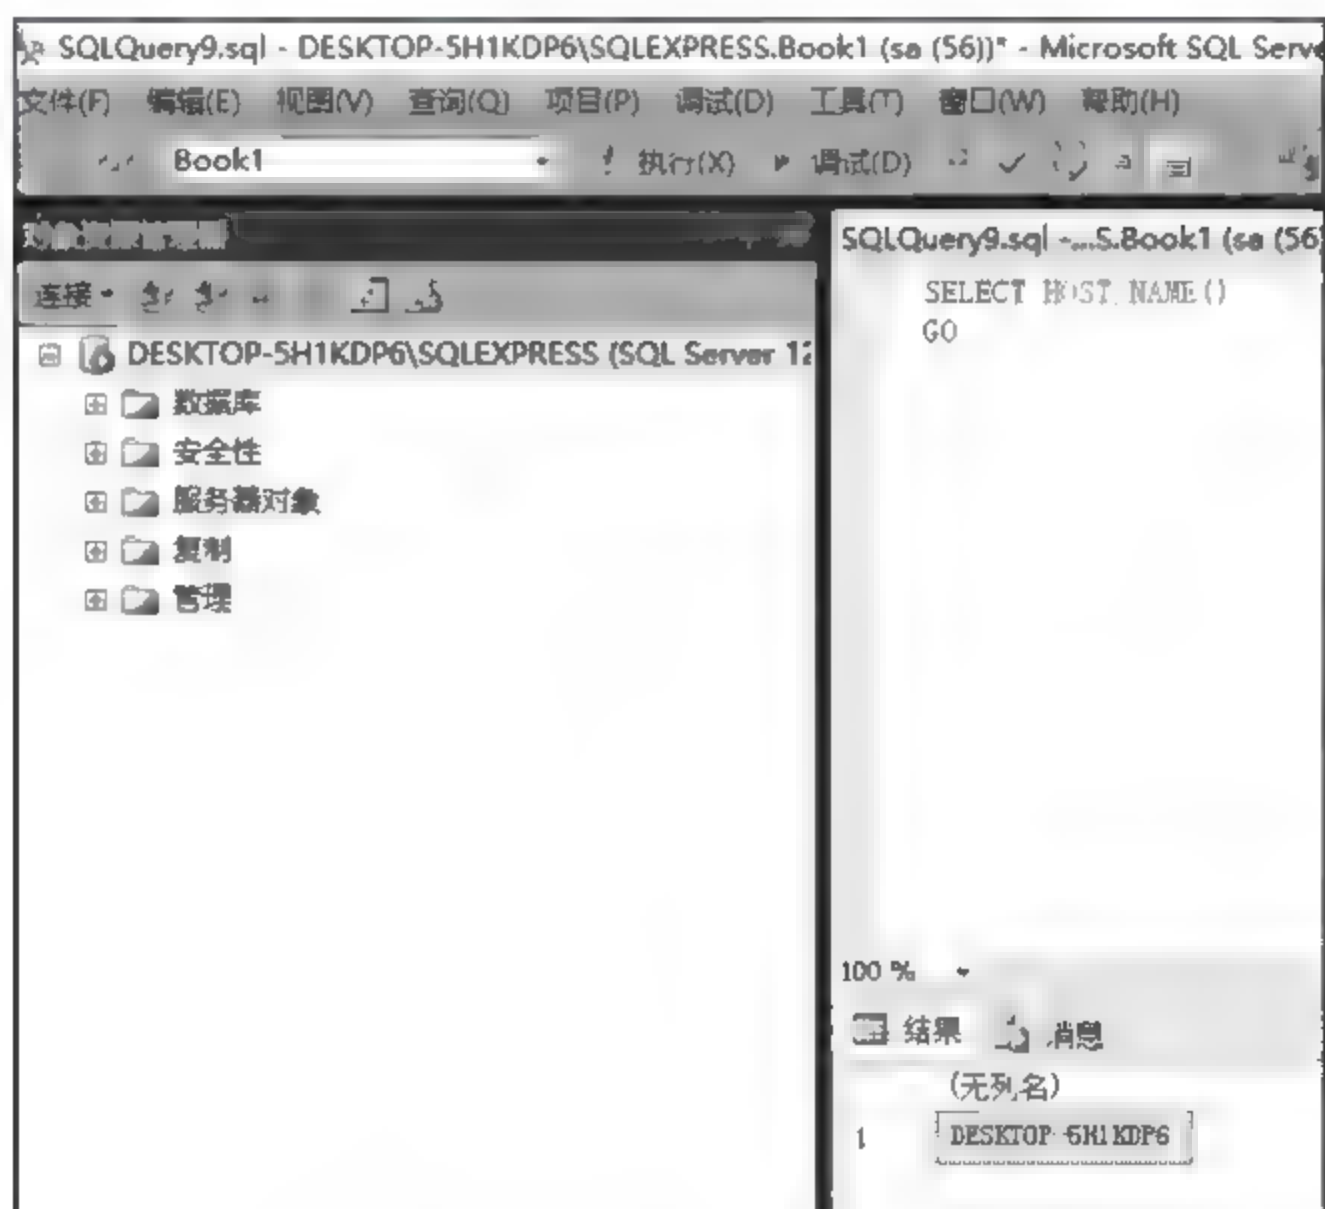 SQLQuery9.sql - DESKTOP-5H1KDP6\SQLEXPRESS.Book1 (sa (56))* - Microsoft SQL Serve
文件(F) 编辑(E) 视图(V) 查询(Q) 项目(P) 调试(D) 工具(T) 窗口(W) 帮助(H)
Book1 ! 执行(X) 调试(D)
连接
DESKTOP-5H1KDP6\SQLEXPRESS (SQL Server 12
数据库
安全性
服务器对象
复制
管理
SQLQuery9.sql -...S.Book1 (sa (56)
SELECT HOST_NAME()
GO
100 %
结果 消息
(无列名)
1 DESKTOP-5H1KDP6